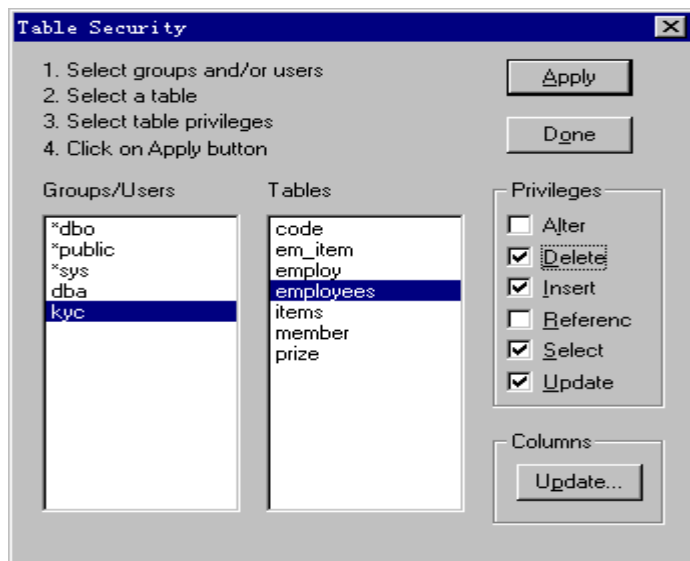 Table Security
1. Select groups and/or users
2. Select a table
3. Select table privileges
4. Click on Apply button
Apply
Done
Groups/Users
*dbo
*public
*sys
dba
kyc
Tables
code
em_item
employ
employees
items
member
prize
Privileges
Alter
Delete
Insert
Referenc
Select
Update
Columns
Update...